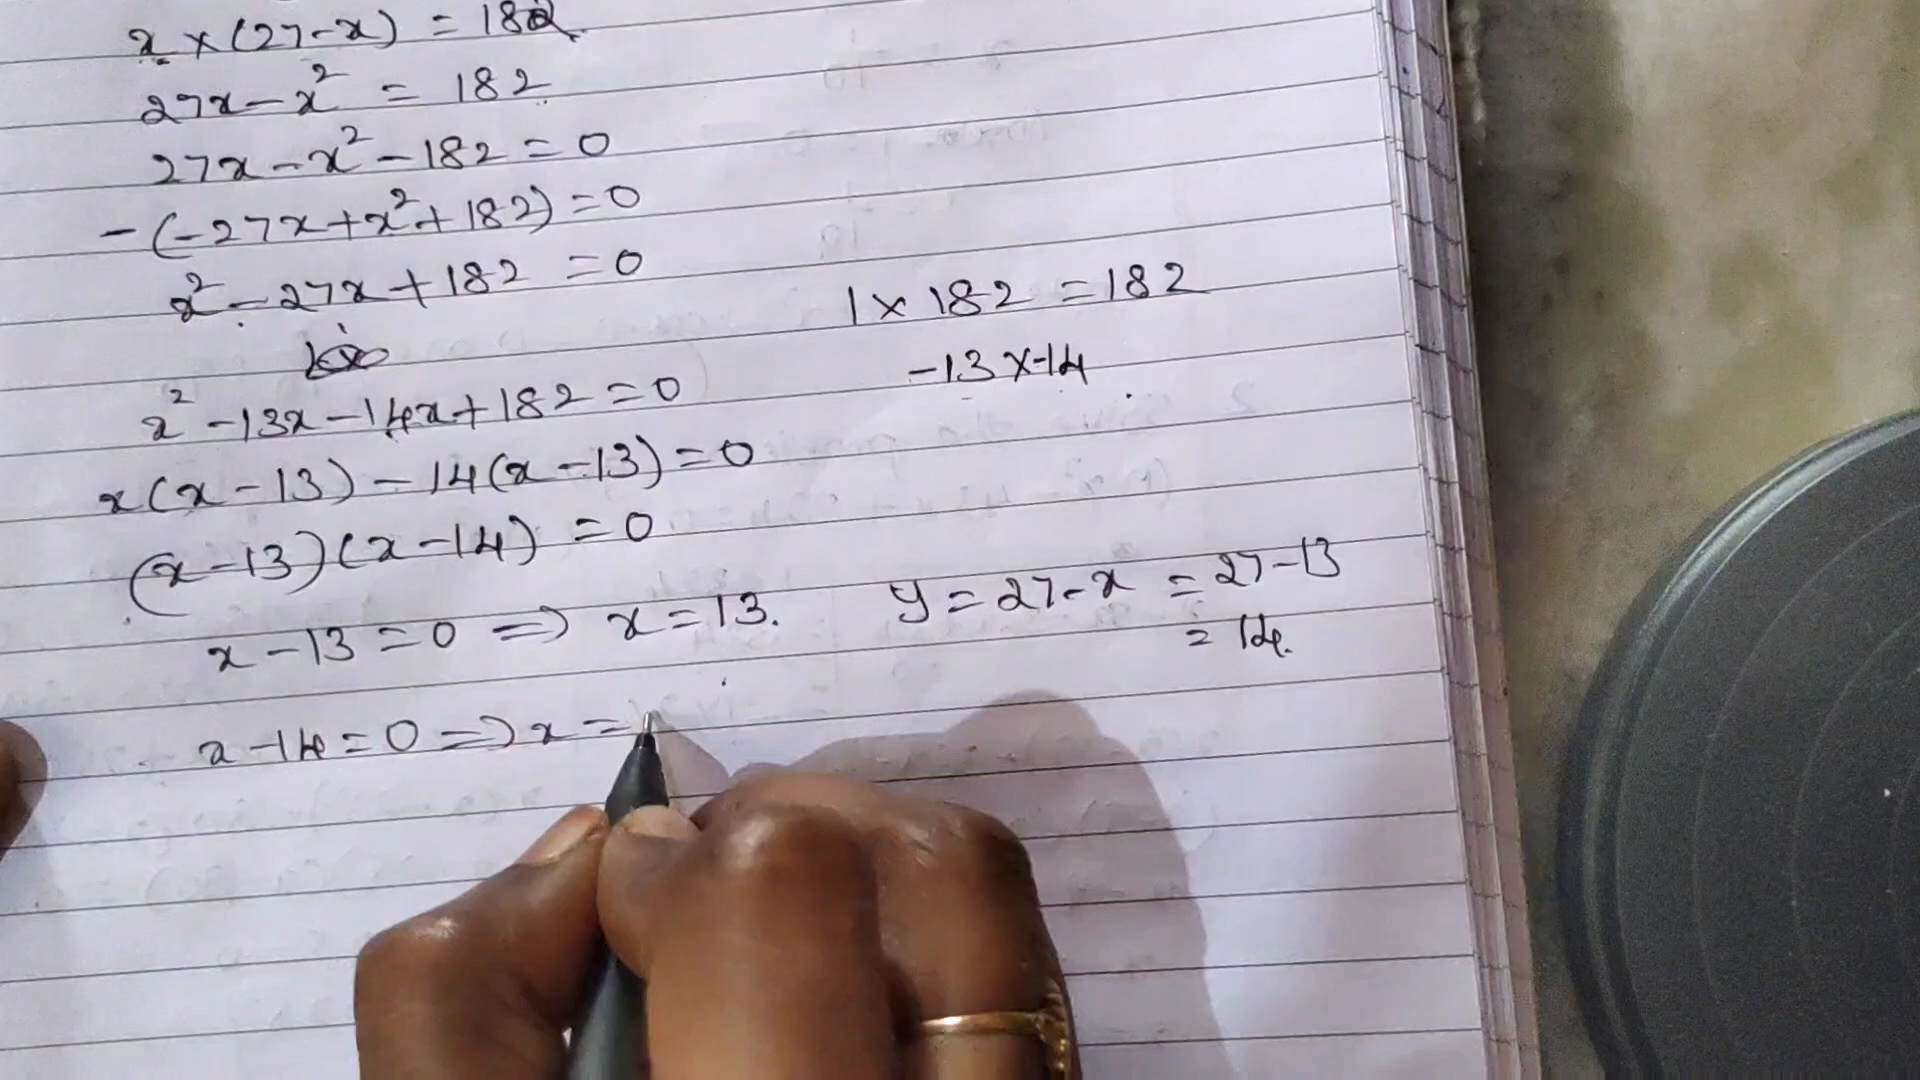 x × (27-x) = 182
27x - x² = 182
27x - x² - 182 = 0
- (-27x + x² + 182) = 0
x² - 27x + 182 = 0
1 × 182 = 182
-13 × -14
x² - 13x - 14x + 182 = 0
x(x - 13) - 14(x - 13) = 0
(x - 13)(x - 14) = 0
x - 13 = 0 => x = 13. y = 27 - x = 27 - 13
= 14.
x - 14 = 0 => x =